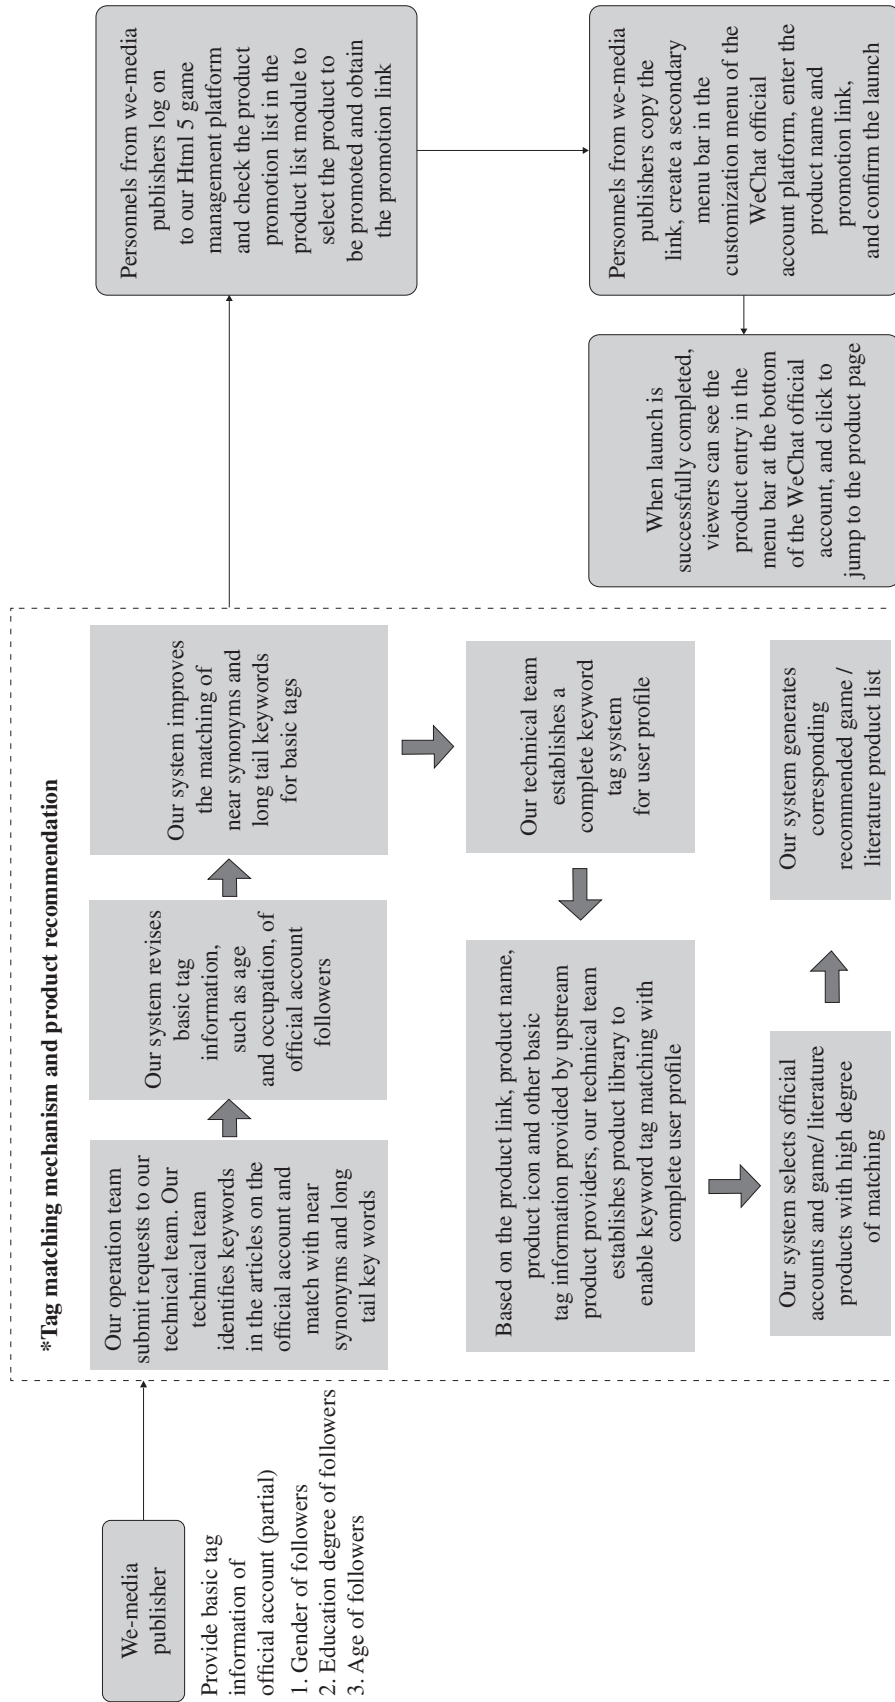 We-media
publisher
Provide basic tag
information of
official account (partial)
1. Gender of followers
2. Education degree of followers
3. Age of followers
*Tag matching mechanism and product recommendation
Our operation team
submit requests to our
technical team. Our
technical team
identifies keywords
in the articles on the
official account and
match with near
synonyms and long
tail key words
Our system revises
basic tag
information,
such as age
and occupation, of
official account
followers
Our system improves
the matching of
near synonyms and
long tail keywords
for basic tags
Our technical team
establishes a
complete keyword
tag system
for user profile
Based on the product link, product name,
product icon and other basic
tag information provided by upstream
product providers, our technical team
establishes product library to
enable keyword tag matching with
complete user profile
Our system selects official
accounts and game/ literature
products with high degree
of matching
Our system generates
corresponding
recommended game /
literature product list
Personnels from we-media
publishers log on
to our Html 5 game
management platform
and check the product
promotion list in the
product list module to
select the product to
be promoted and obtain
the promotion link
Personnels from we-media
publishers copy the
link, create a secondary
menu bar in the
customization menu of the
WeChat official
account platform, enter the
product name and
promotion link,
and confirm the launch
When launch is
successfully completed,
viewers can see the
product entry in the
menu bar at the bottom
of the WeChat official
account, and click to
jump to the product page